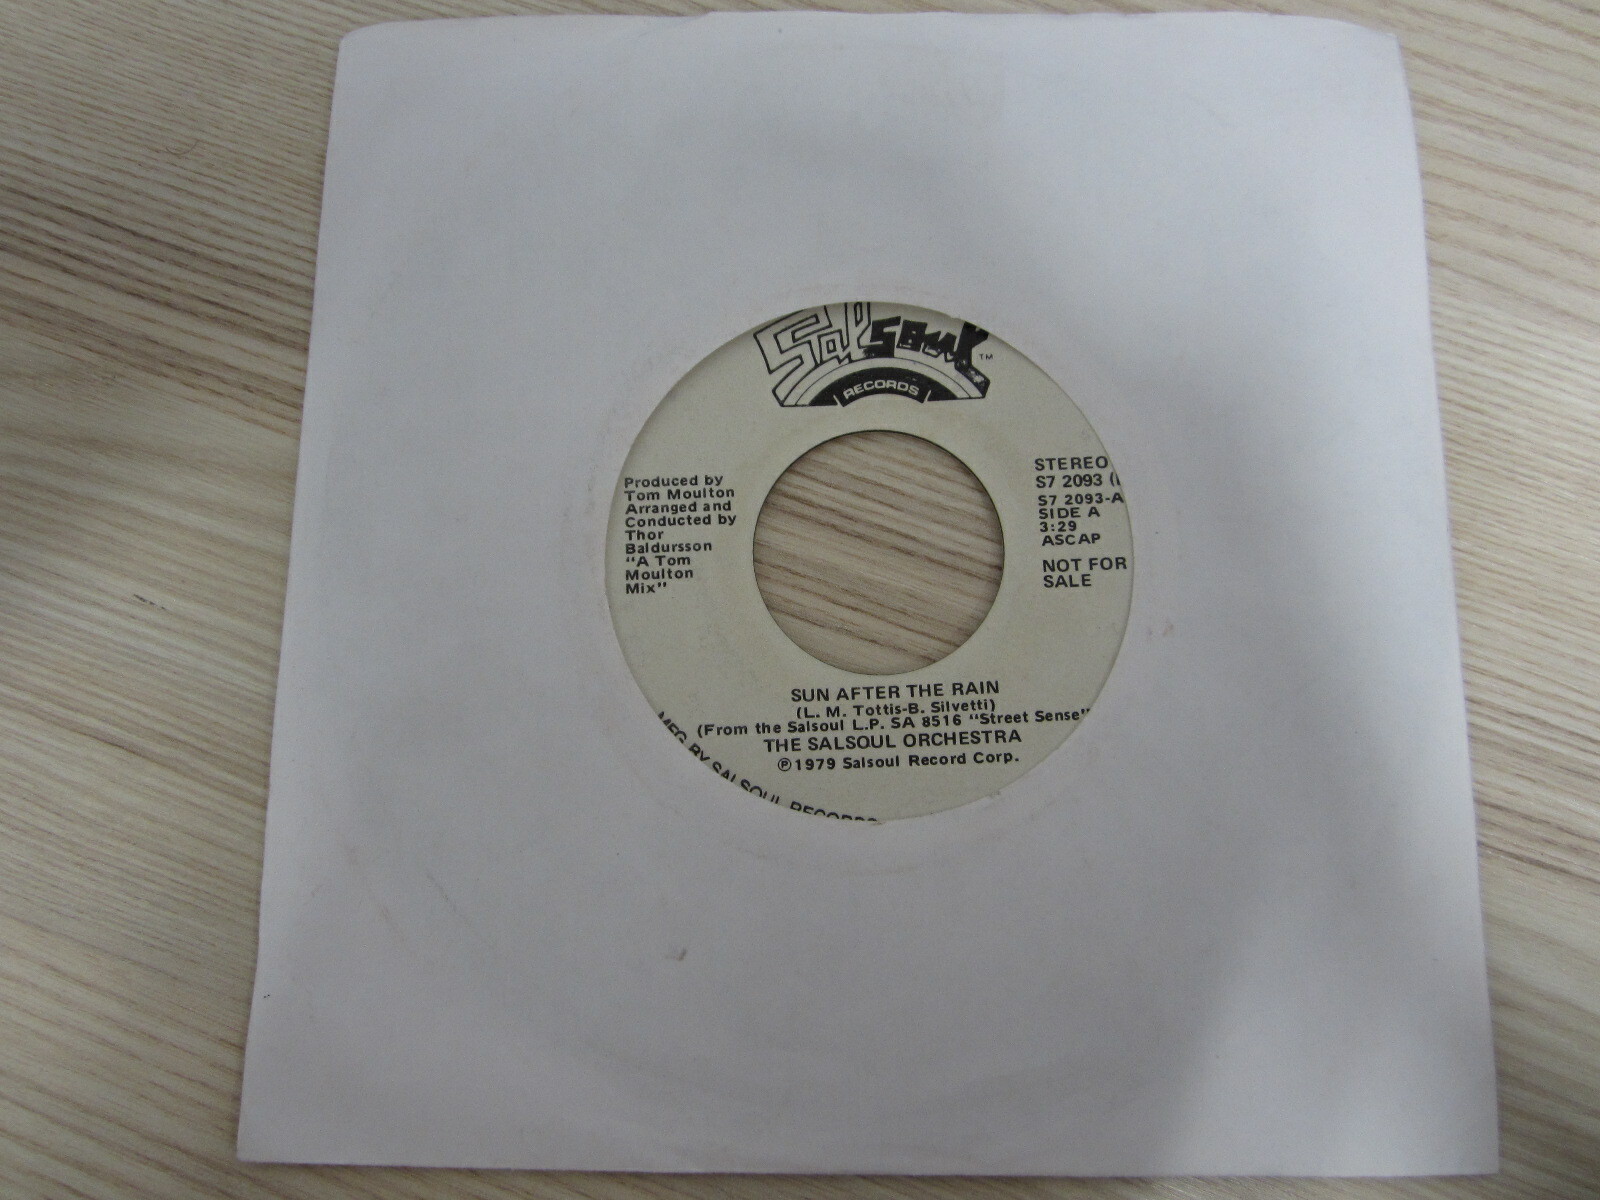 Salsoul
TM
RECORDS
Produced by
Tom Moulton
Arranged and
Conducted by
Thor
Baldursson
"A Tom
Moulton
Mix"
STEREO
S7 2093 (
S7 2093-A
SIDE A
3:29
ASCAP
NOT FOR
SALE
SUN AFTER THE RAIN
(L. M. Tottis-B. Silvetti)
(From the Salsoul L.P. SA 8516 "Street Sense"
THE SALSOUL ORCHESTRA
℗1979 Salsoul Record Corp.
MFG BY SALSOUL RECORDS